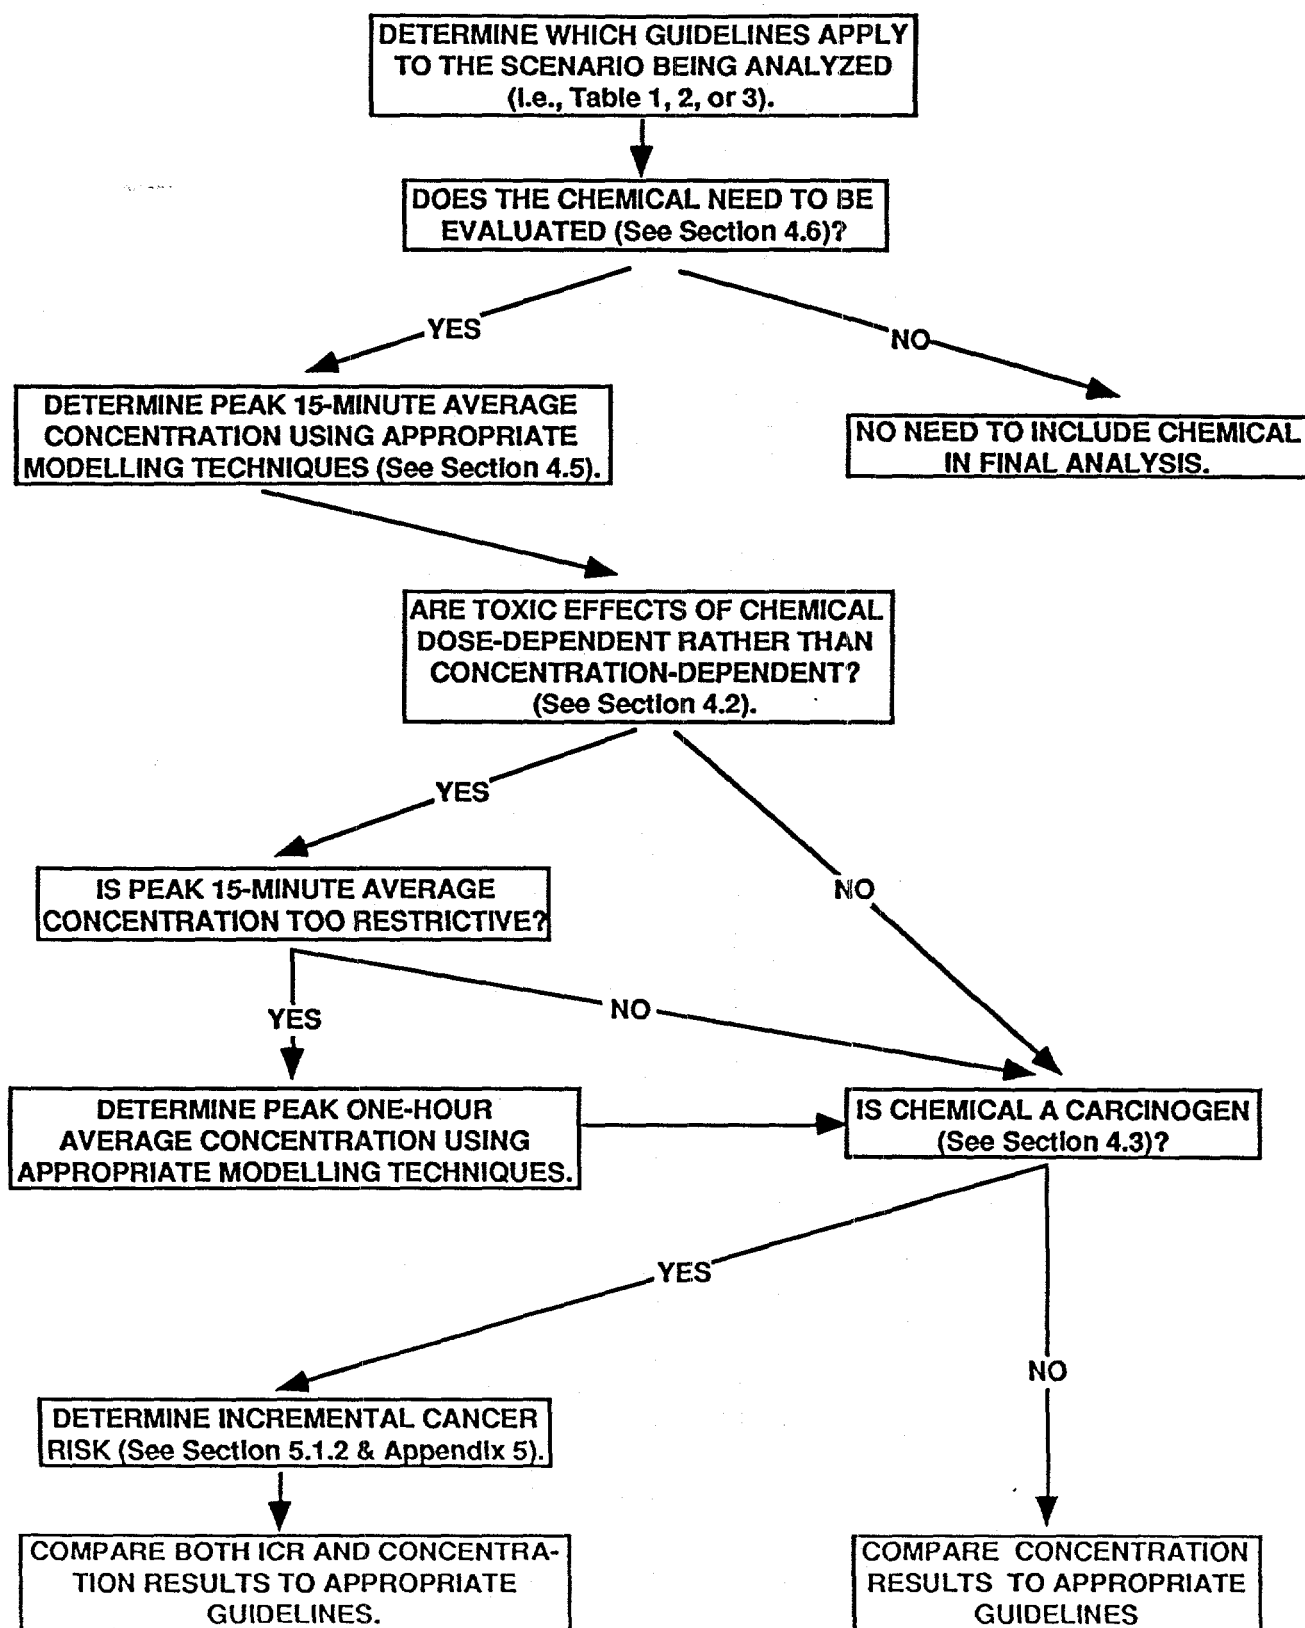 DETERMINE WHICH GUIDELINES APPLY
TO THE SCENARIO BEING ANALYZED
(i.e., Table 1, 2, or 3).
DOES THE CHEMICAL NEED TO BE
EVALUATED (See Section 4.6)?
YES
NO
DETERMINE PEAK 15-MINUTE AVERAGE
CONCENTRATION USING APPROPRIATE
MODELLING TECHNIQUES (See Section 4.5).
NO NEED TO INCLUDE CHEMICAL
IN FINAL ANALYSIS.
ARE TOXIC EFFECTS OF CHEMICAL
DOSE-DEPENDENT RATHER THAN
CONCENTRATION-DEPENDENT?
(See Section 4.2).
YES
NO
IS PEAK 15-MINUTE AVERAGE
CONCENTRATION TOO RESTRICTIVE?
YES
NO
DETERMINE PEAK ONE-HOUR
AVERAGE CONCENTRATION USING
APPROPRIATE MODELLING TECHNIQUES.
IS CHEMICAL A CARCINOGEN
(See Section 4.3)?
YES
NO
DETERMINE INCREMENTAL CANCER
RISK (See Section 5.1.2 & Appendix 5).
COMPARE BOTH ICR AND CONCENTRA-
TION RESULTS TO APPROPRIATE
GUIDELINES.
COMPARE CONCENTRATION
RESULTS TO APPROPRIATE
GUIDELINES